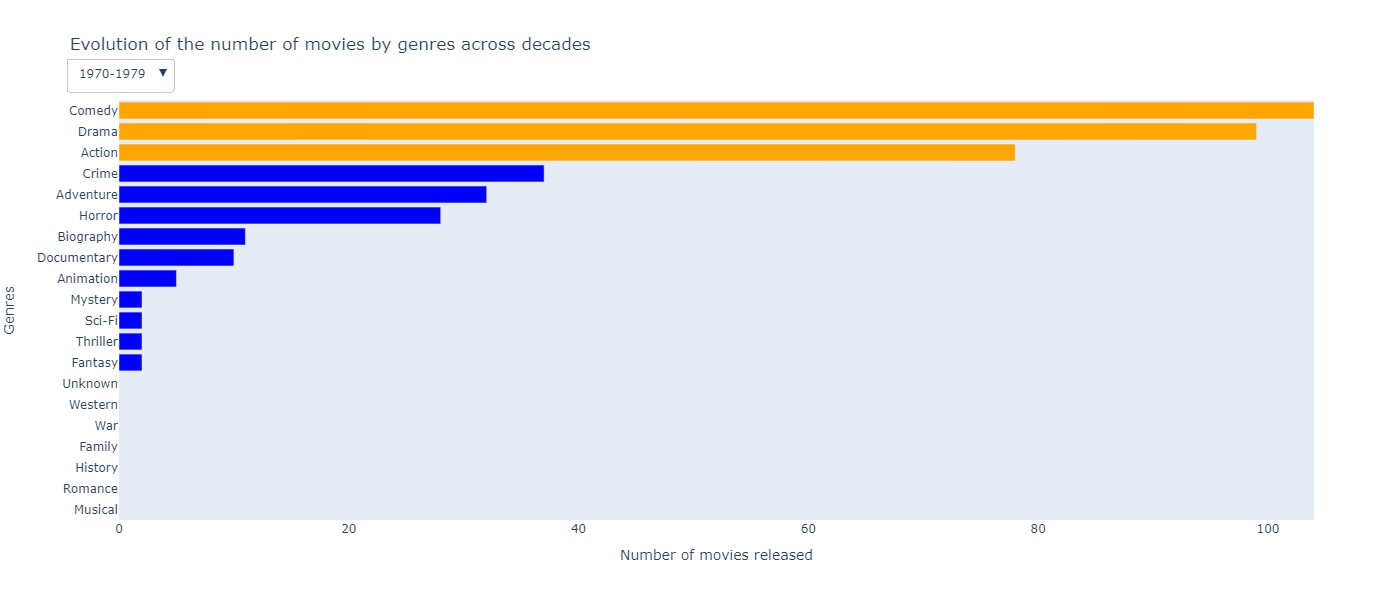 Evolution of the number of movies by genres across decades
1970-1979 ▼
Comedy
Drama
Action
Crime
Adventure
Horror
Biography
Documentary
Animation
Mystery
Sci-Fi
Thriller
Fantasy
Unknown
Western
War
Family
History
Romance
Musical
Genres
0 20 40 60 80 100
Number of movies released